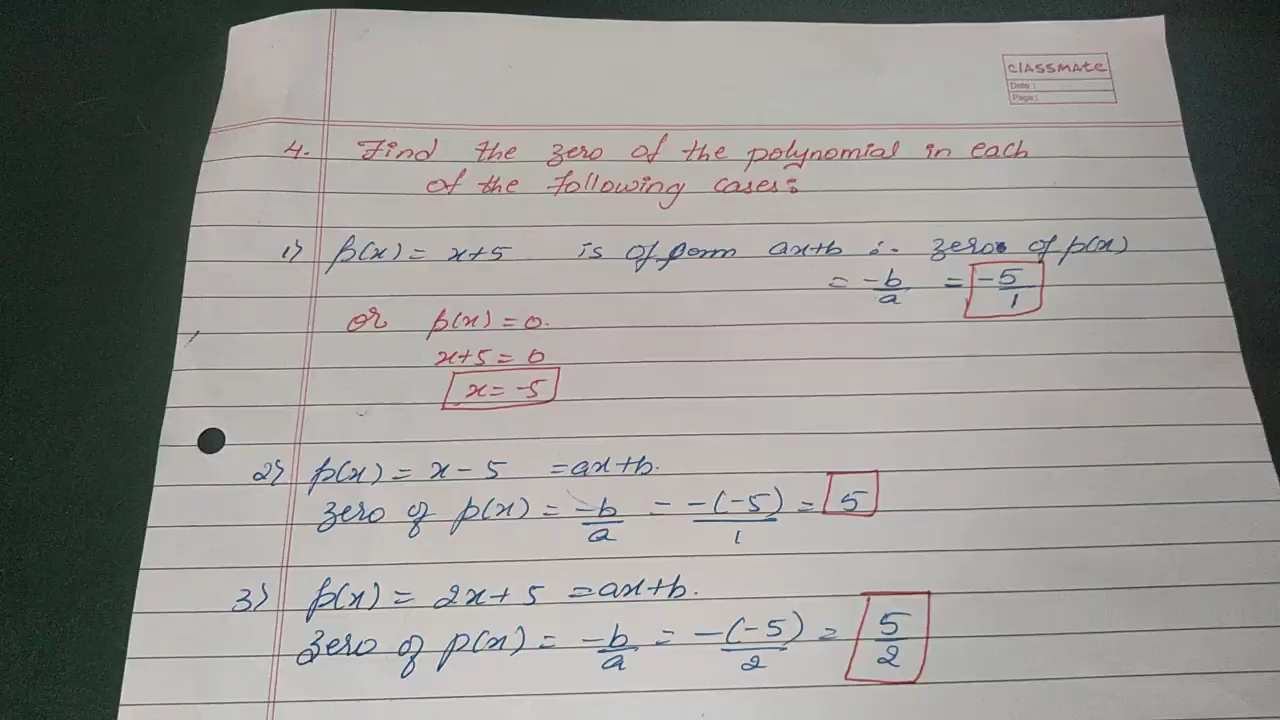 CLASSMATE
Date :
Page :
4. Find the zero of the polynomial in each
of the following cases:
1) p(x) = x+5 is of form ax+b ∴ zero of p(x)
= -b/a = -5/1
or p(x) = 0.
x+5 = 0
x = -5
2) p(x) = x - 5 = ax+b.
zero of p(x) = -b/a = -(-5)/1 = 5
3) p(x) = 2x+5 = ax+b.
zero of p(x) = -b/a = -(-5)/2 = 5/2